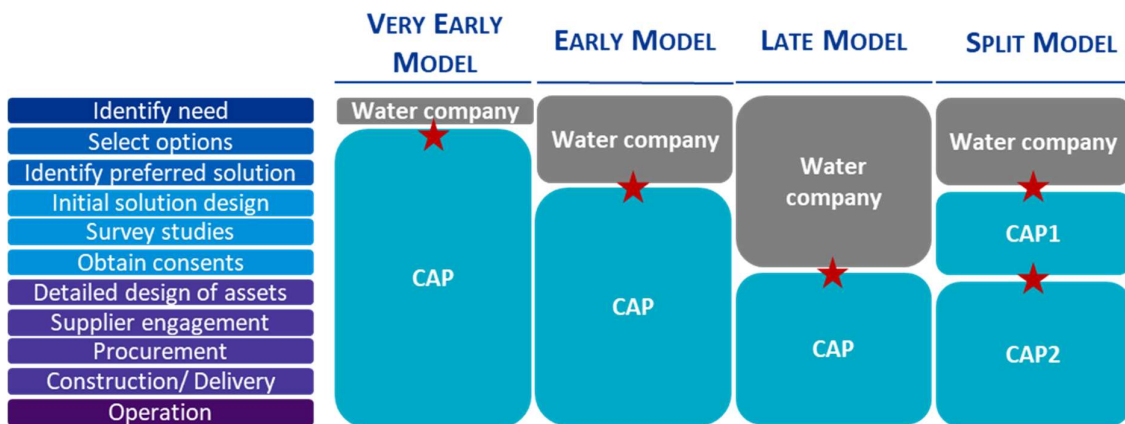 VERY EARLY
MODEL
EARLY MODEL
LATE MODEL
SPLIT MODEL
Identify need
Select options
Identify preferred solution
Initial solution design
Survey studies
Obtain consents
Detailed design of assets
Supplier engagement
Procurement
Construction/ Delivery
Operation
Water company
CAP
Water company
CAP
Water
company
CAP
Water company
CAP1
CAP2